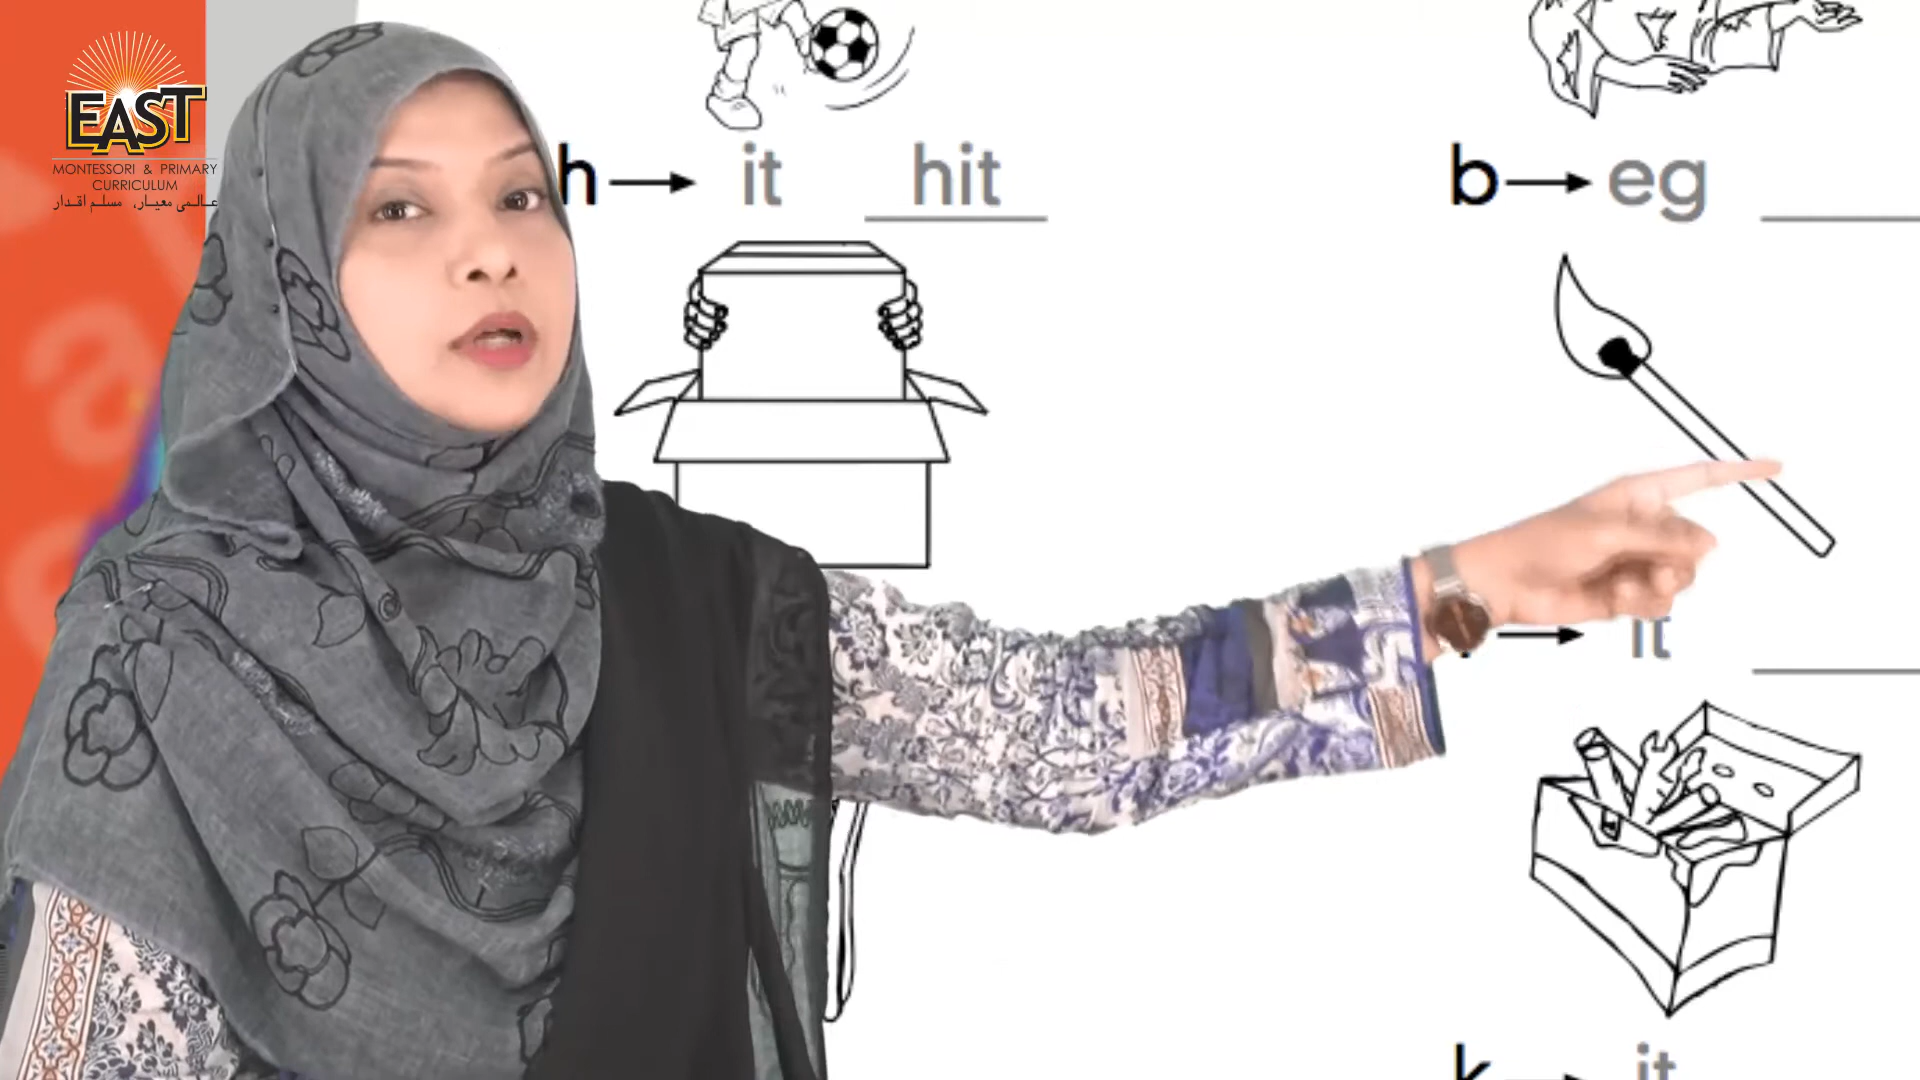 EAST
MONTESSORI & PRIMARY
CURRICULUM
عالمی معیار، مسلم اقدار
h → it hit
b → eg
→ it
k → it